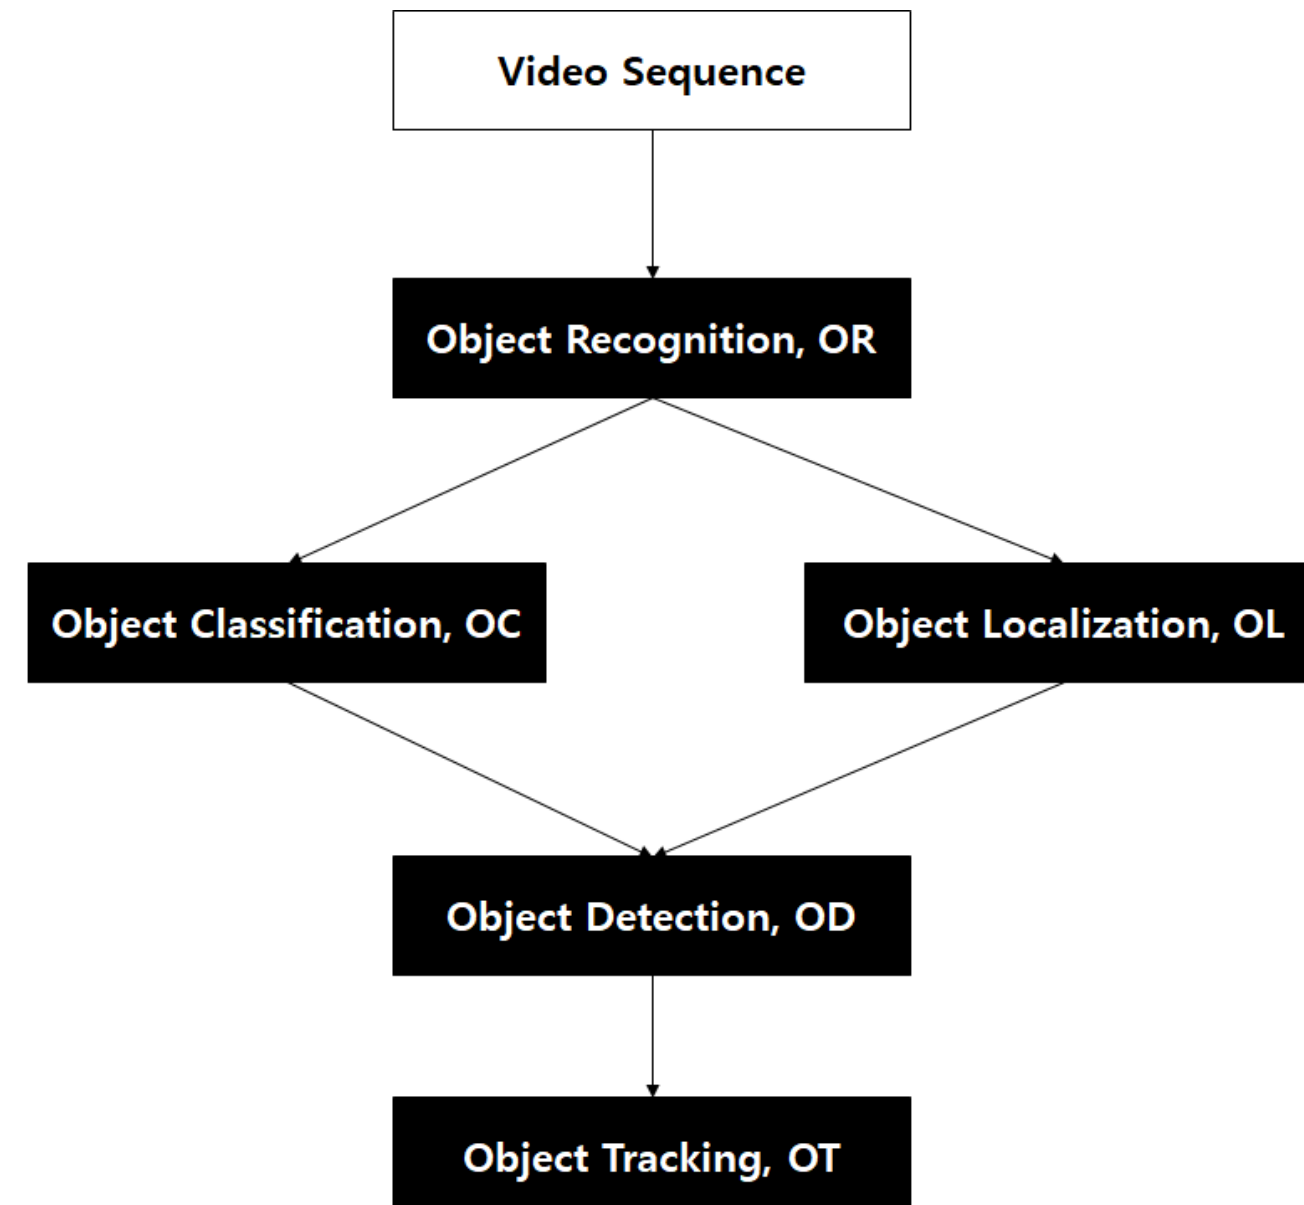 Video Sequence
Object Recognition, OR
Object Classification, OC
Object Localization, OL
Object Detection, OD
Object Tracking, OT